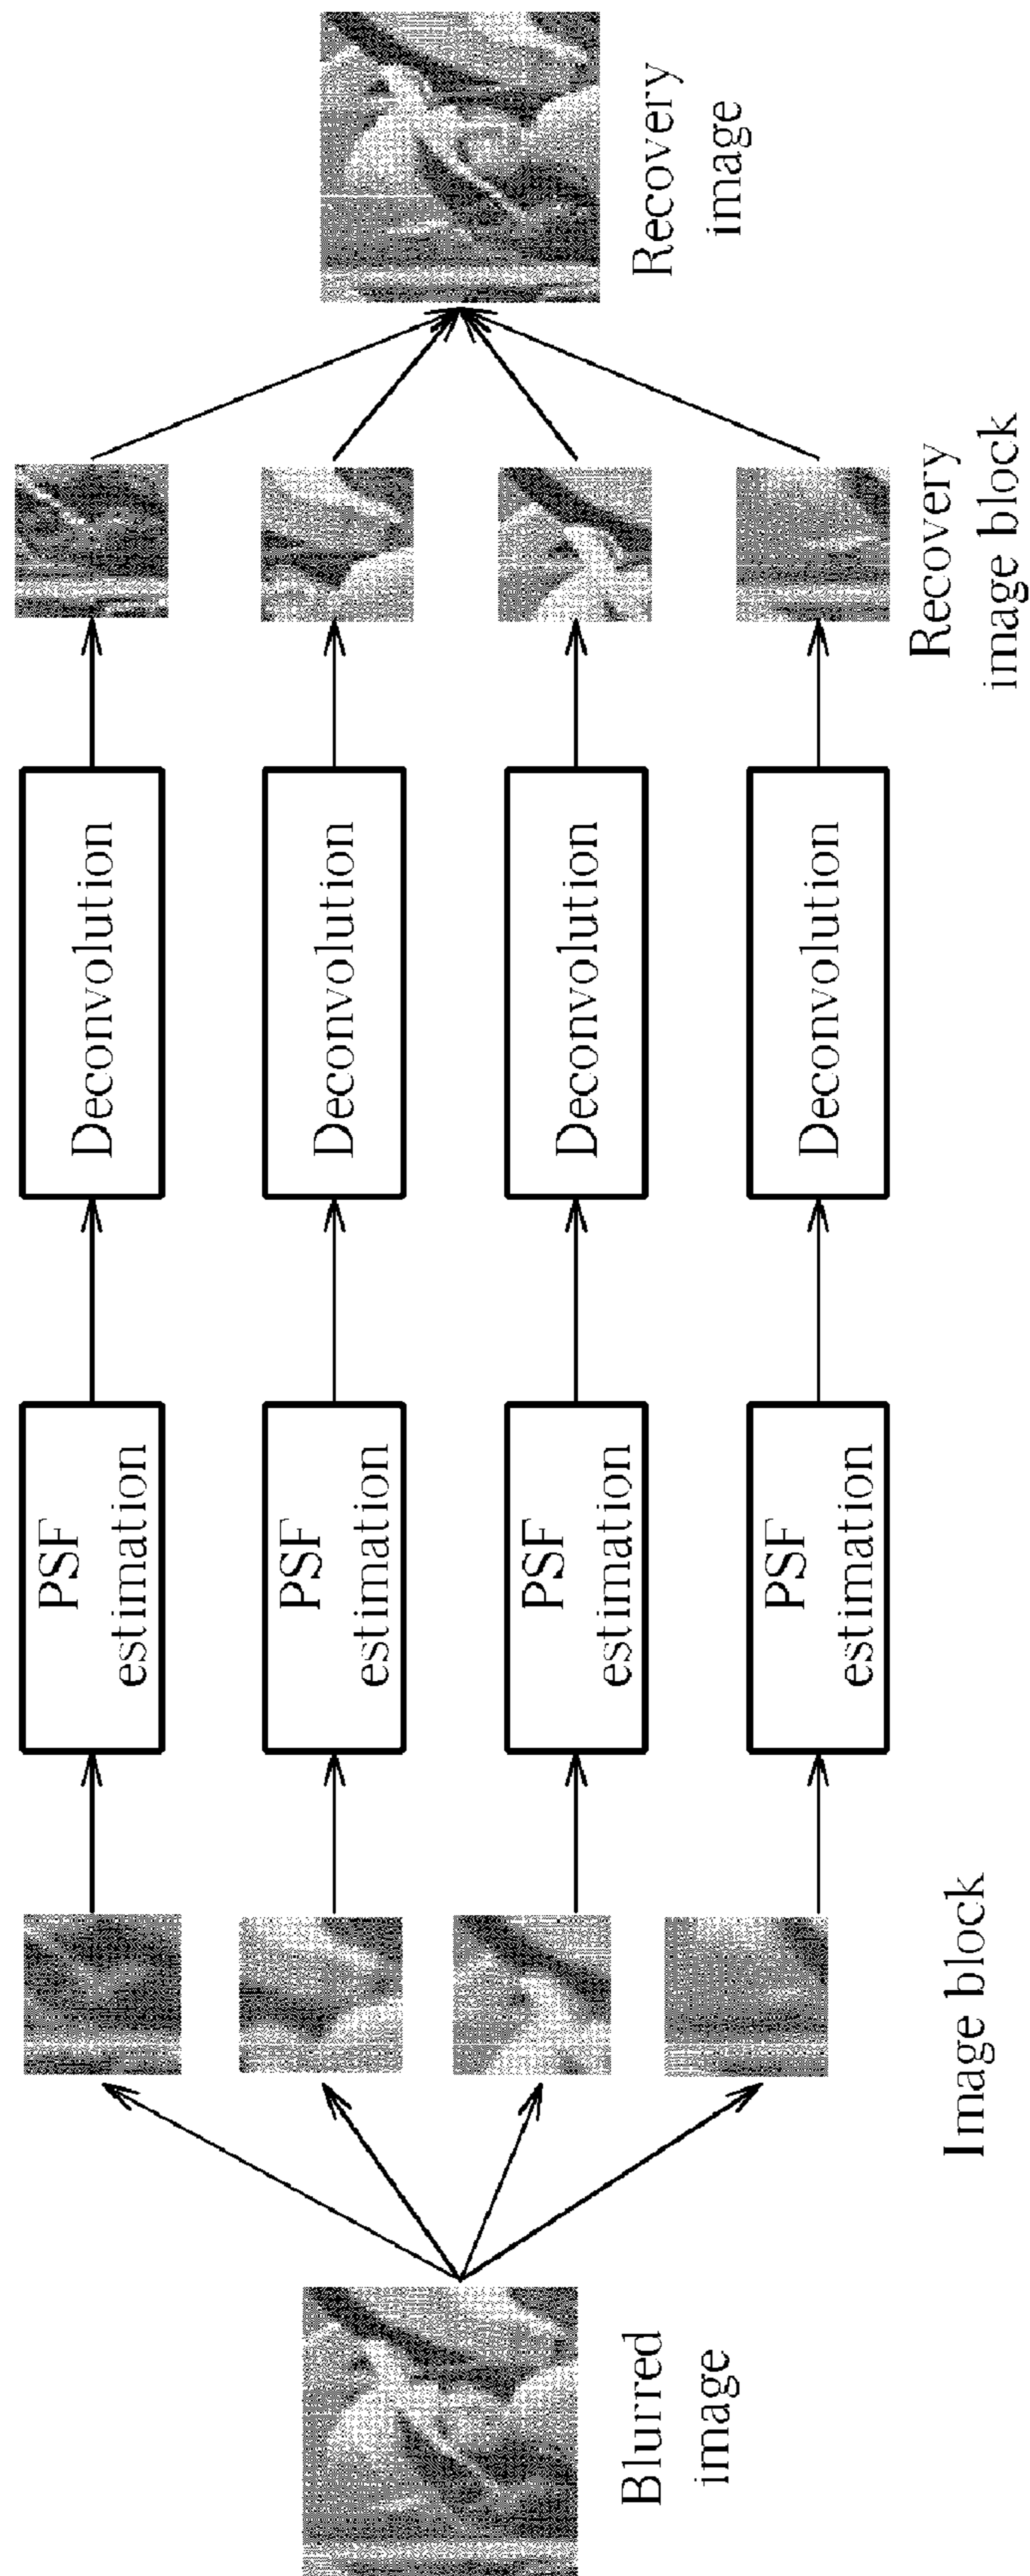 Blurred
image
Image block
PSF
estimation
PSF
estimation
PSF
estimation
PSF
estimation
Deconvolution
Deconvolution
Deconvolution
Deconvolution
Recovery
image block
Recovery
image